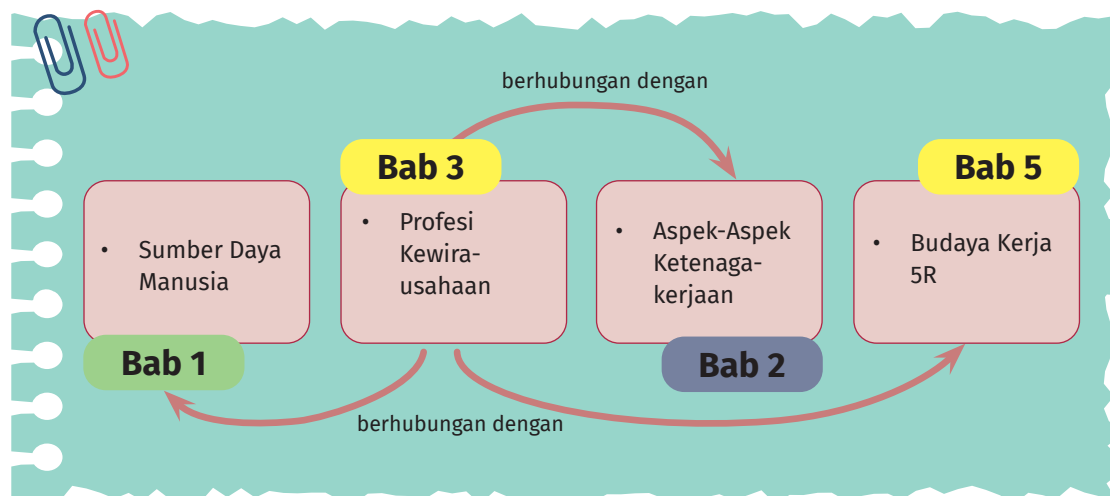 berhubungan dengan
Bab 3
Bab 5
• Sumber Daya
Manusia
• Profesi
Kewira-
usahaan
• Aspek-Aspek
Ketenaga-
kerjaan
• Budaya Kerja
5R
Bab 1
Bab 2
berhubungan dengan